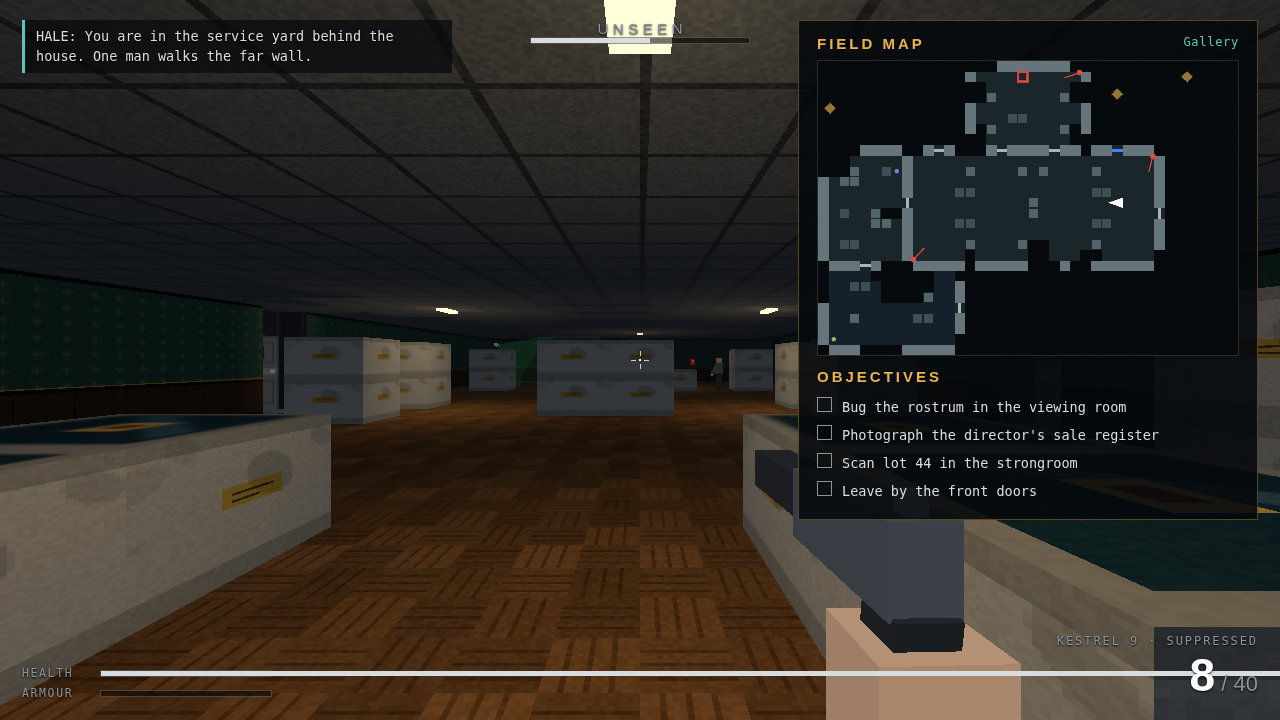 HALE: You are in the service yard behind the
house. One man walks the far wall.
UNSEEN
FIELD MAP
Gallery
OBJECTIVES
Bug the rostrum in the viewing room
Photograph the director's sale register
Scan lot 44 in the strongroom
Leave by the front doors
KESTREL 9 · SUPPRESSED
8 / 40
HEALTH
ARMOUR